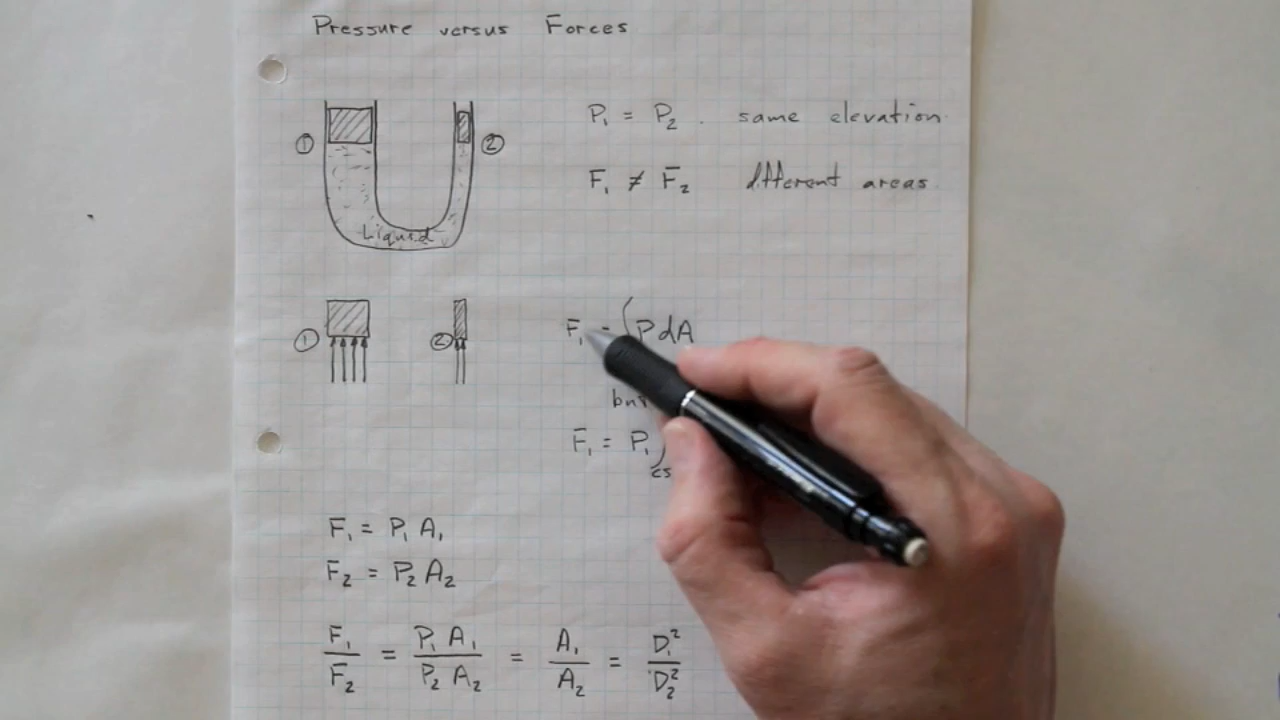 Pressure versus Forces
P₁ = P₂ . same elevation
① ②
F₁ ≠ F₂ different areas
Liquid
F₁ = ∫ P dA
① ②
F₁ = P₁ ∫
cs
F₁ = P₁ A₁
F₂ = P₂ A₂
F₁/F₂ = P₁ A₁/P₂ A₂ = A₁/A₂ = D₁²/D₂²